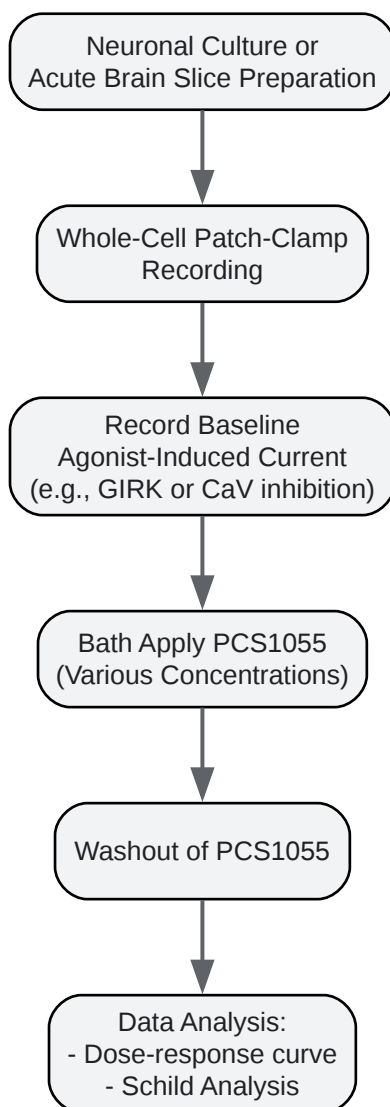 Neuronal Culture or
Acute Brain Slice Preparation
Whole-Cell Patch-Clamp
Recording
Record Baseline
Agonist-Induced Current
(e.g., GIRK or CaV inhibition)
Bath Apply PCS1055
(Various Concentrations)
Washout of PCS1055
Data Analysis:
- Dose-response curve
- Schild Analysis